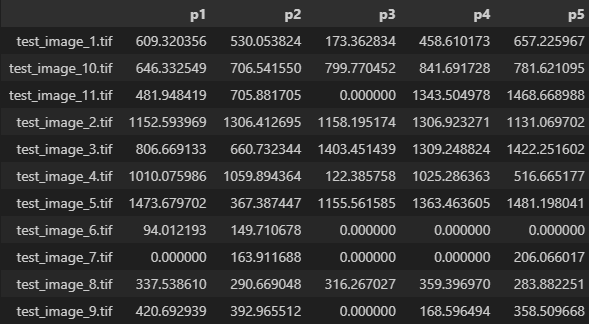 p1 p2 p3 p4 p5
test_image_1.tif 609.320356 530.053824 173.362834 458.610173 657.225967
test_image_10.tif 646.332549 706.541550 799.770452 841.691728 781.621095
test_image_11.tif 481.948419 705.881705 0.000000 1343.504978 1468.668988
test_image_2.tif 1152.593969 1306.412695 1158.195174 1306.923271 1131.069702
test_image_3.tif 806.669133 660.732344 1403.451439 1309.248824 1422.251602
test_image_4.tif 1010.075986 1059.894364 122.385758 1025.286363 516.665177
test_image_5.tif 1473.679702 367.387447 1155.561585 1363.463605 1481.198041
test_image_6.tif 94.012193 149.710678 0.000000 0.000000 0.000000
test_image_7.tif 0.000000 163.911688 0.000000 0.000000 206.066017
test_image_8.tif 337.538610 290.669048 316.267027 359.396970 283.882251
test_image_9.tif 420.692939 392.965512 0.000000 168.596494 358.509668